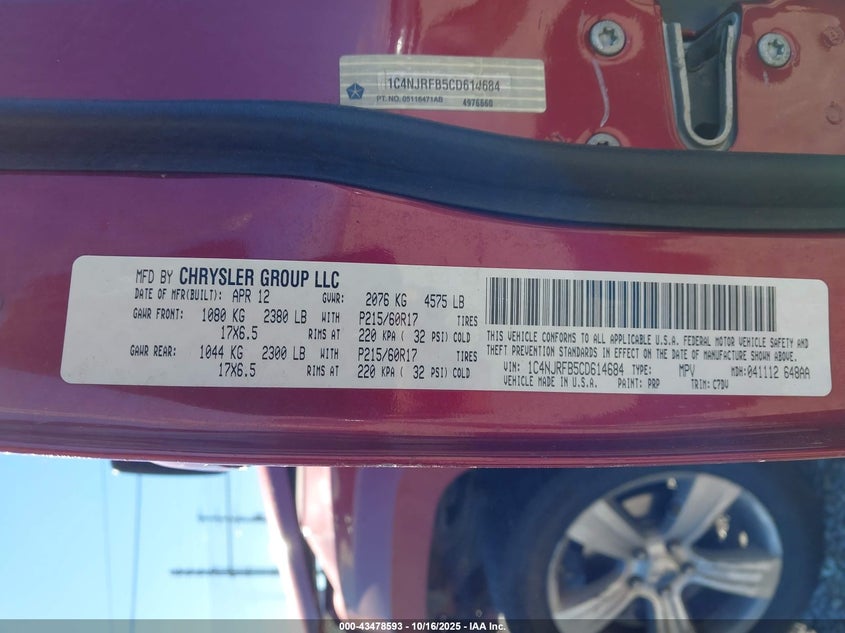 1C4NJRFB5CD614684
PT. NO. 05116471AB 4976660
MFD BY CHRYSLER GROUP LLC
DATE OF MFR(BUILT): APR 12 GVWR: 2076 KG 4575 LB
GAWR FRONT: 1080 KG 2380 LB WITH P215/60R17 TIRES
17X6.5 RIMS AT 220 KPA ( 32 PSI) COLD
GAWR REAR: 1044 KG 2300 LB WITH P215/60R17 TIRES
17X6.5 RIMS AT 220 KPA ( 32 PSI) COLD
THIS VEHICLE CONFORMS TO ALL APPLICABLE U.S.A. FEDERAL MOTOR VEHICLE SAFETY AND
THEFT PREVENTION STANDARDS IN EFFECT ON THE DATE OF MANUFACTURE SHOWN ABOVE.
VIN: 1C4NJRFB5CD614684 TYPE: MPV MDH:041112 648AA
VEHICLE MADE IN U.S.A. PAINT: PRP TRIM: C7DV
000-43478593 - 10/16/2025 - IAA Inc.